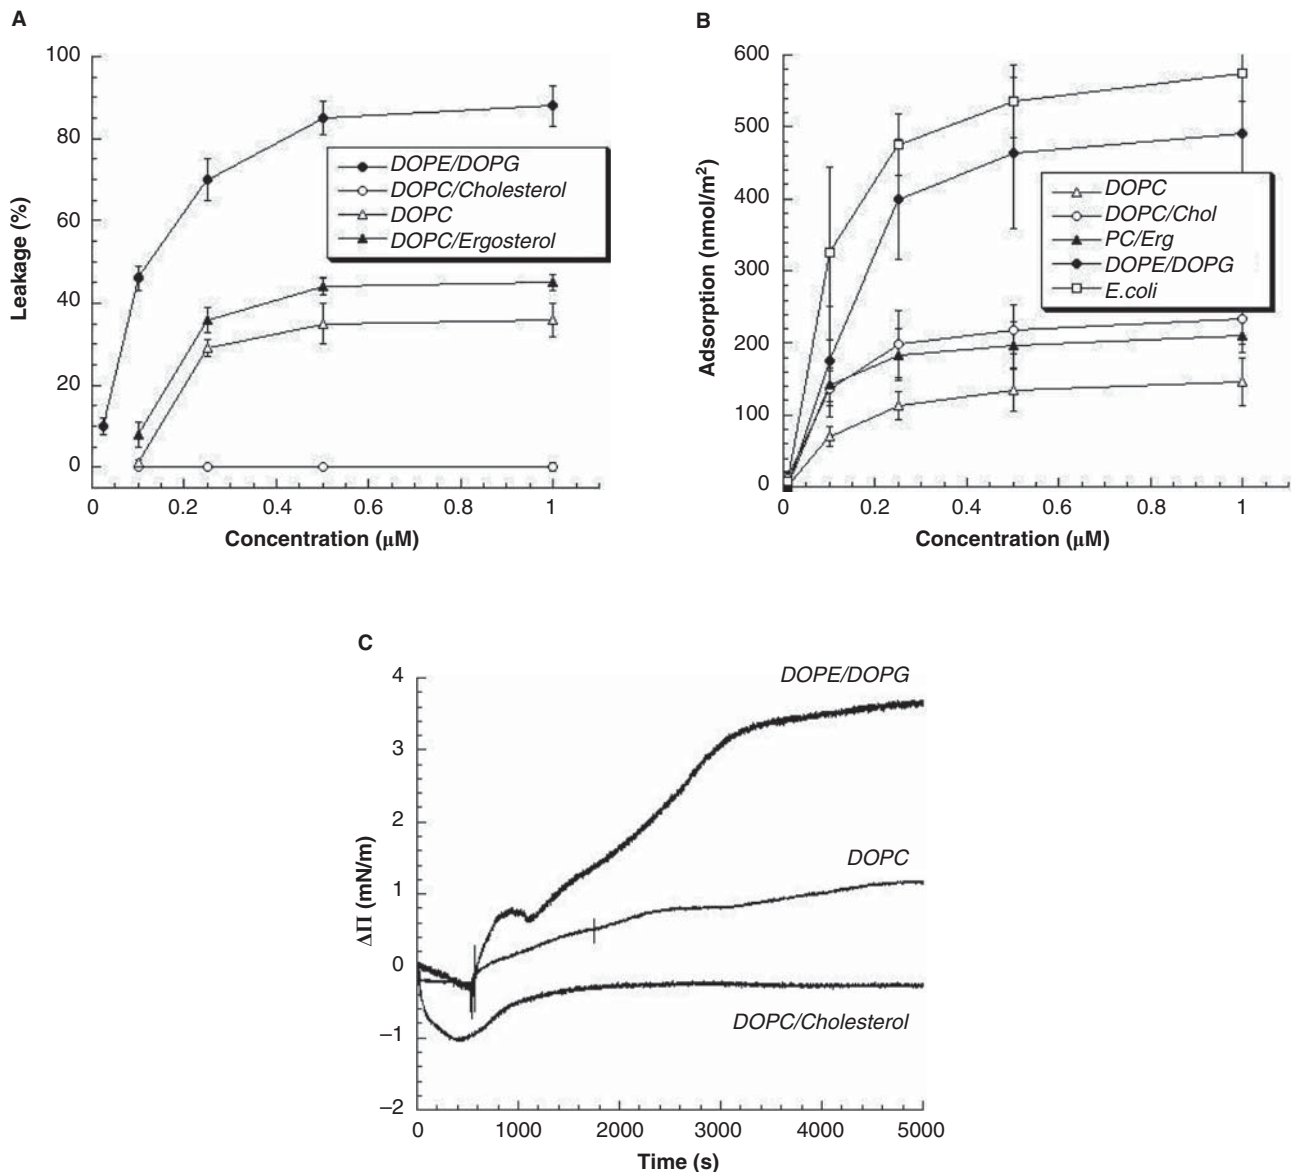 A
Leakage (%)
100
80
60
40
20
0
0 0.2 0.4 0.6 0.8 1
Concentration (μM)
DOPE/DOPG
DOPC/Cholesterol
DOPC
DOPC/Ergosterol
B
Adsorption (nmol/m²)
600
500
400
300
200
100
0
0 0.2 0.4 0.6 0.8 1
Concentration (μM)
DOPC
DOPC/Chol
PC/Erg
DOPE/DOPG
E.coli
C
ΔΠ (mN/m)
4
3
2
1
0
–1
–2
0 1000 2000 3000 4000 5000
Time (s)
DOPE/DOPG
DOPC
DOPC/Cholesterol